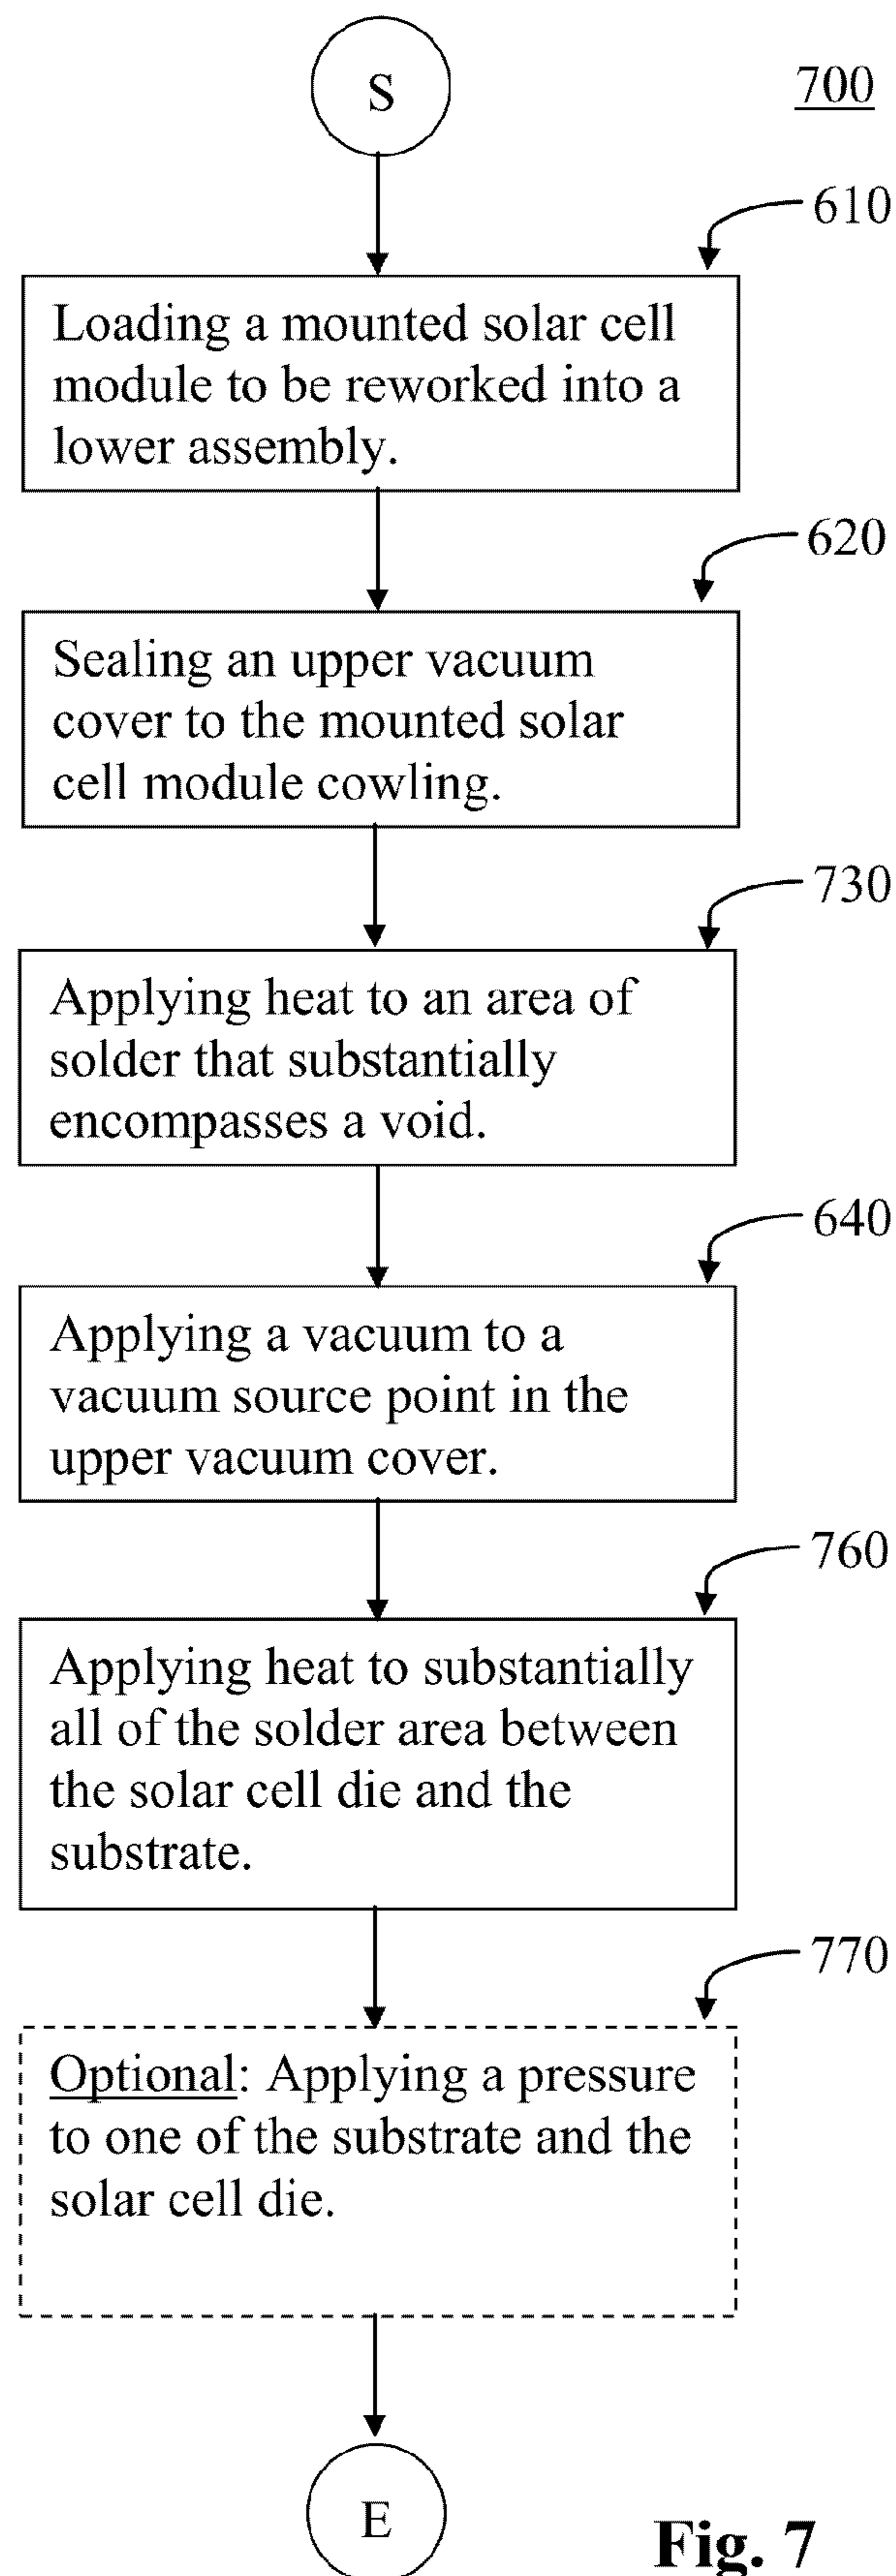 S
700
610
Loading a mounted solar cell
module to be reworked into a
lower assembly.
620
Sealing an upper vacuum
cover to the mounted solar
cell module cowling.
730
Applying heat to an area of
solder that substantially
encompasses a void.
640
Applying a vacuum to a
vacuum source point in the
upper vacuum cover.
760
Applying heat to substantially
all of the solder area between
the solar cell die and the
substrate.
770
Optional: Applying a pressure
to one of the substrate and the
solar cell die.
E
Fig. 7